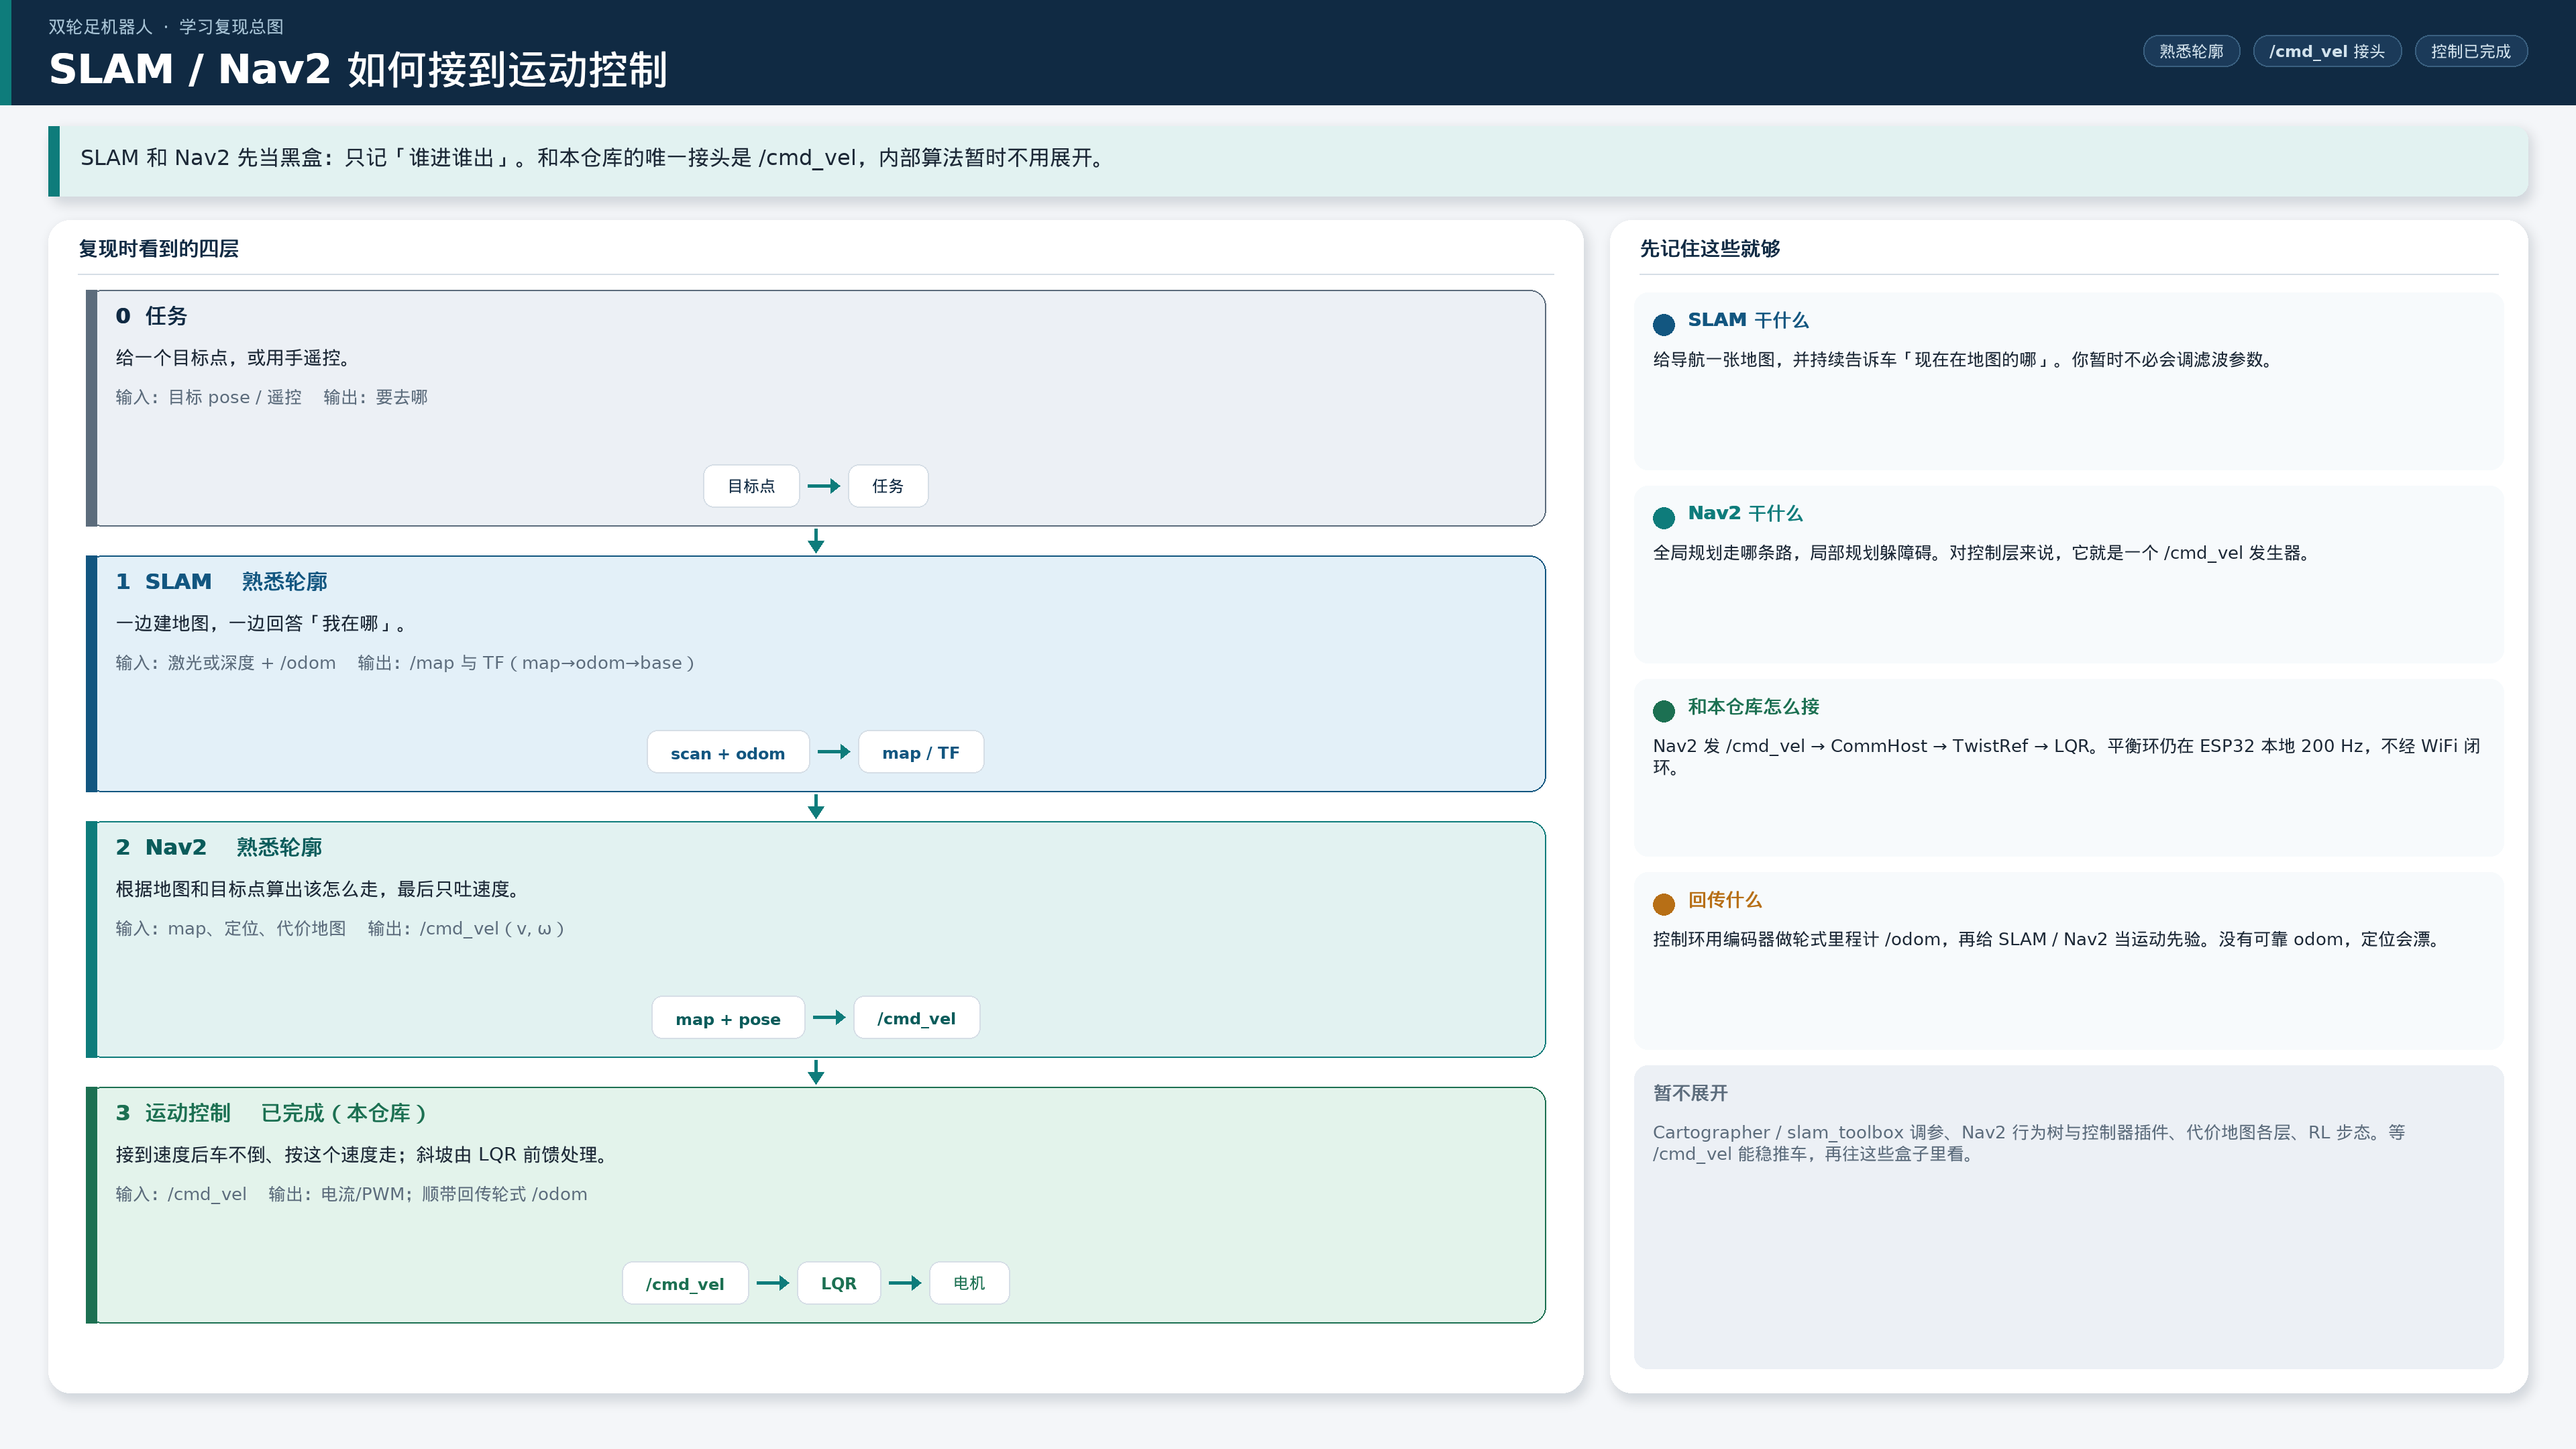 双轮足机器人 · 学习复现总图
SLAM / Nav2 如何接到运动控制
熟悉轮廓
/cmd_vel 接头
控制已完成
SLAM 和 Nav2 先当黑盒：只记「谁进谁出」。和本仓库的唯一接头是 /cmd_vel，内部算法暂时不用展开。
复现时看到的四层
0 任务
给一个目标点，或用手遥控。
输入：目标 pose / 遥控 输出：要去哪
目标点
任务
1 SLAM 熟悉轮廓
一边建地图，一边回答「我在哪」。
输入：激光或深度 + /odom 输出：/map 与 TF（map→odom→base）
scan + odom
map / TF
2 Nav2 熟悉轮廓
根据地图和目标点算出该怎么走，最后只吐速度。
输入：map、定位、代价地图 输出：/cmd_vel（v, ω）
map + pose
/cmd_vel
3 运动控制 已完成（本仓库）
接到速度后车不倒、按这个速度走；斜坡由 LQR 前馈处理。
输入：/cmd_vel 输出：电流/PWM；顺带回传轮式 /odom
/cmd_vel
LQR
电机
先记住这些就够
SLAM 干什么
给导航一张地图，并持续告诉车「现在在地图的哪」。你暂时不必会调滤波参数。
Nav2 干什么
全局规划走哪条路，局部规划躲障碍。对控制层来说，它就是一个 /cmd_vel 发生器。
和本仓库怎么接
Nav2 发 /cmd_vel → CommHost → TwistRef → LQR。平衡环仍在 ESP32 本地 200 Hz，不经 WiFi 闭
环。
回传什么
控制环用编码器做轮式里程计 /odom，再给 SLAM / Nav2 当运动先验。没有可靠 odom，定位会漂。
暂不展开
Cartographer / slam_toolbox 调参、Nav2 行为树与控制器插件、代价地图各层、RL 步态。等
/cmd_vel 能稳推车，再往这些盒子里看。